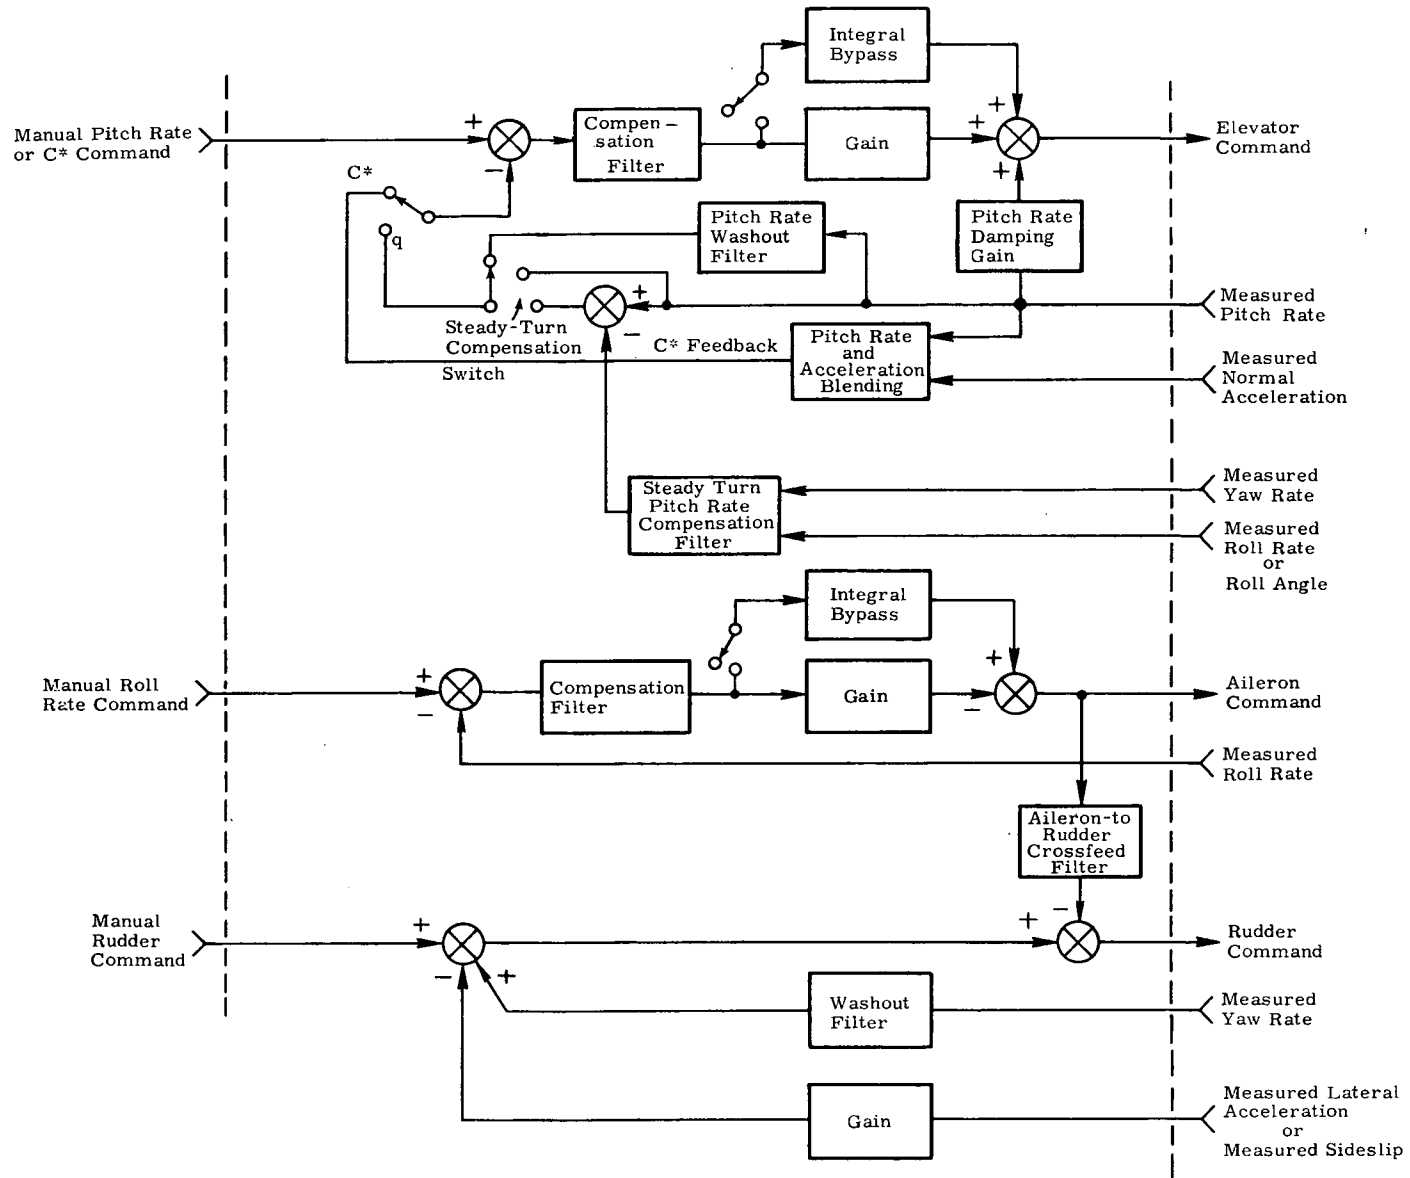 Integral
Bypass
Manual Pitch Rate
or C* Command
+
−
Compen-
sation
Filter
Gain
+
+
+
Elevator
Command
C*
q
Pitch Rate
Washout
Filter
Pitch Rate
Damping
Gain
Steady-Turn
Compensation
Switch
+
−
C* Feedback
Pitch Rate
and
Acceleration
Blending
Measured
Pitch Rate
Measured
Normal
Acceleration
Steady Turn
Pitch Rate
Compensation
Filter
Measured
Yaw Rate
Measured
Roll Rate
or
Roll Angle
Integral
Bypass
Manual Roll
Rate Command
+
−
Compensation
Filter
Gain
+
−
Aileron
Command
Measured
Roll Rate
Aileron-to
Rudder
Crossfeed
Filter
Manual
Rudder
Command
+
−
+
+
−
Rudder
Command
Washout
Filter
Measured
Yaw Rate
Gain
Measured Lateral
Acceleration
or
Measured Sideslip